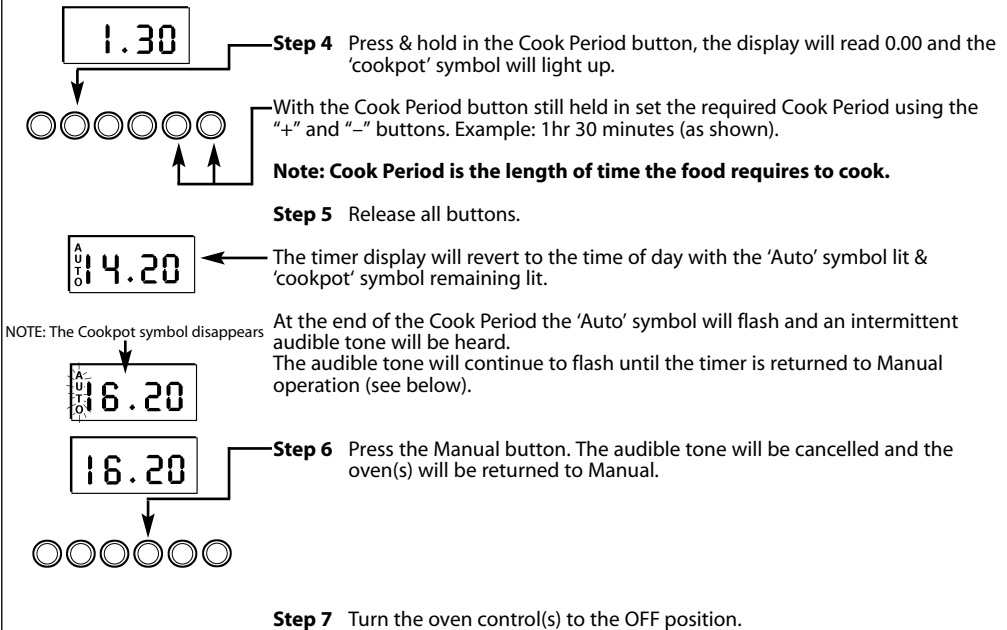 1.30
Step 4 Press & hold in the Cook Period button, the display will read 0.00 and the
‘cookpot’ symbol will light up.
With the Cook Period button still held in set the required Cook Period using the
“+” and “–” buttons. Example: 1hr 30 minutes (as shown).
Note: Cook Period is the length of time the food requires to cook.
Step 5 Release all buttons.
AUTO 14.20
The timer display will revert to the time of day with the ‘Auto’ symbol lit &
‘cookpot‘ symbol remaining lit.
NOTE: The Cookpot symbol disappears
AUTO 16.20
At the end of the Cook Period the ‘Auto’ symbol will flash and an intermittent
audible tone will be heard.
The audible tone will continue to flash until the timer is returned to Manual
operation (see below).
16.20
Step 6 Press the Manual button. The audible tone will be cancelled and the
oven(s) will be returned to Manual.
Step 7 Turn the oven control(s) to the OFF position.